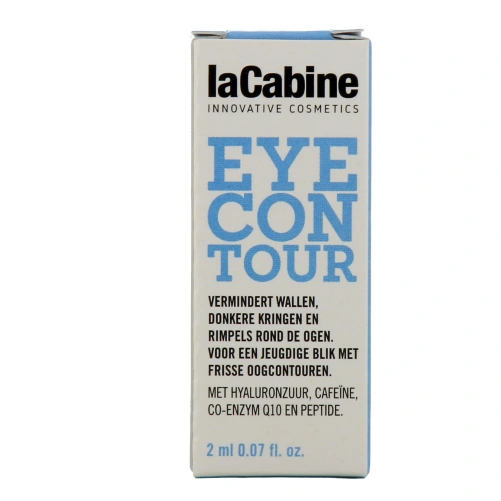 laCabine
INNOVATIVE COSMETICS
EYE
CON
TOUR
VERMINDERT WALLEN,
DONKERE KRINGEN EN
RIMPELS ROND DE OGEN.
VOOR EEN JEUGDIGE BLIK MET
FRISSE OOGCONTOUREN.
MET HYALURONZUUR, CAFEÏNE,
CO-ENZYM Q10 EN PEPTIDE.
2 ml 0.07 fl. oz.